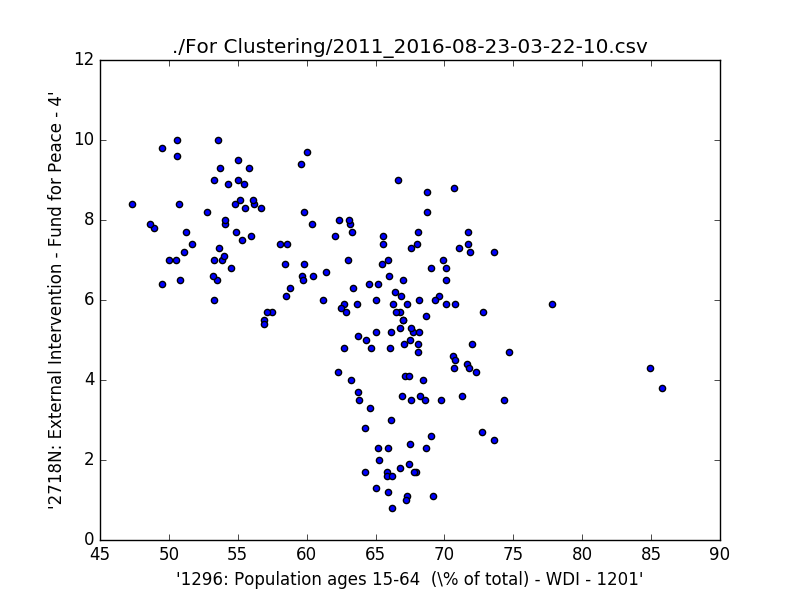 ./For Clustering/2011_2016-08-23-03-22-10.csv
12
10
8
6
4
2
0
'2718N: External Intervention - Fund for Peace - 4'
45 50 55 60 65 70 75 80 85 90
'1296: Population ages 15-64  (\% of total) - WDI - 1201'